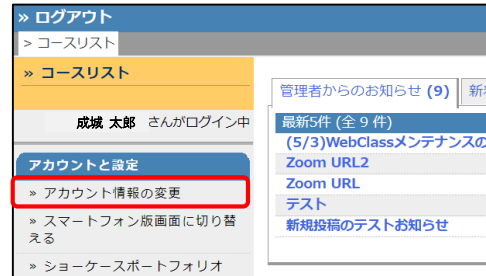 » ログアウト
> コースリスト
» コースリスト
成城 太郎 さんがログイン中
アカウントと設定
» アカウント情報の変更
» スマートフォン版画面に切り替
える
» ショーケースポートフォリオ
管理者からのお知らせ (9)
新
最新5件 (全 9 件)
(5/3)WebClassメンテナンスの
Zoom URL2
Zoom URL
テスト
新規投稿のテストお知らせ